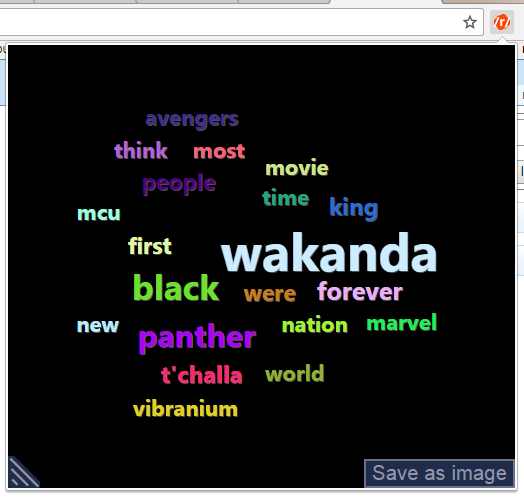 avengers
think most
movie
people
time
king
mcu
first
wakanda
black were forever
new panther nation marvel
t'challa world
vibranium
Save as image